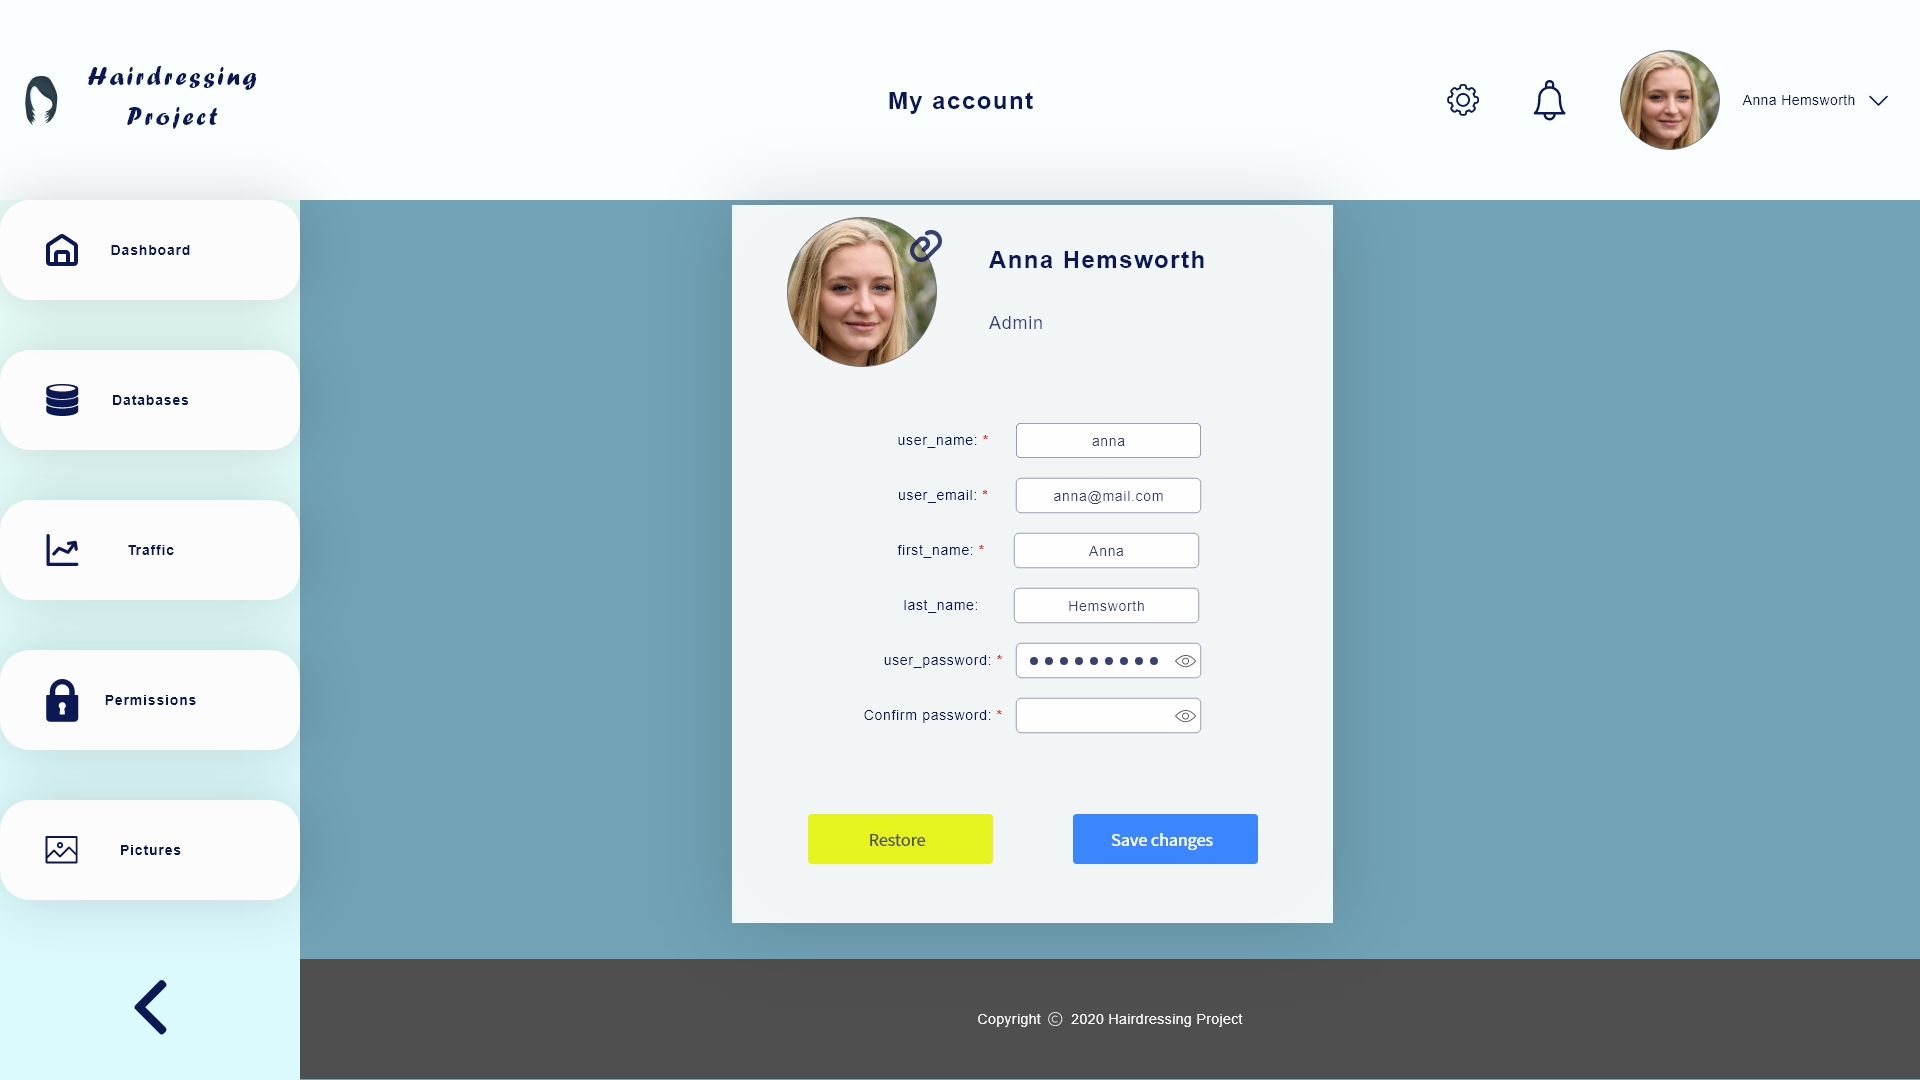 Hairdressing
Project
My account
Anna Hemsworth
Dashboard
Databases
Traffic
Permissions
Pictures
Anna Hemsworth
Admin
user_name: * anna
user_email: * anna@mail.com
first_name: * Anna
last_name: Hemsworth
user_password: * ●●●●●●●●●
Confirm password: *
Restore
Save changes
Copyright © 2020 Hairdressing Project